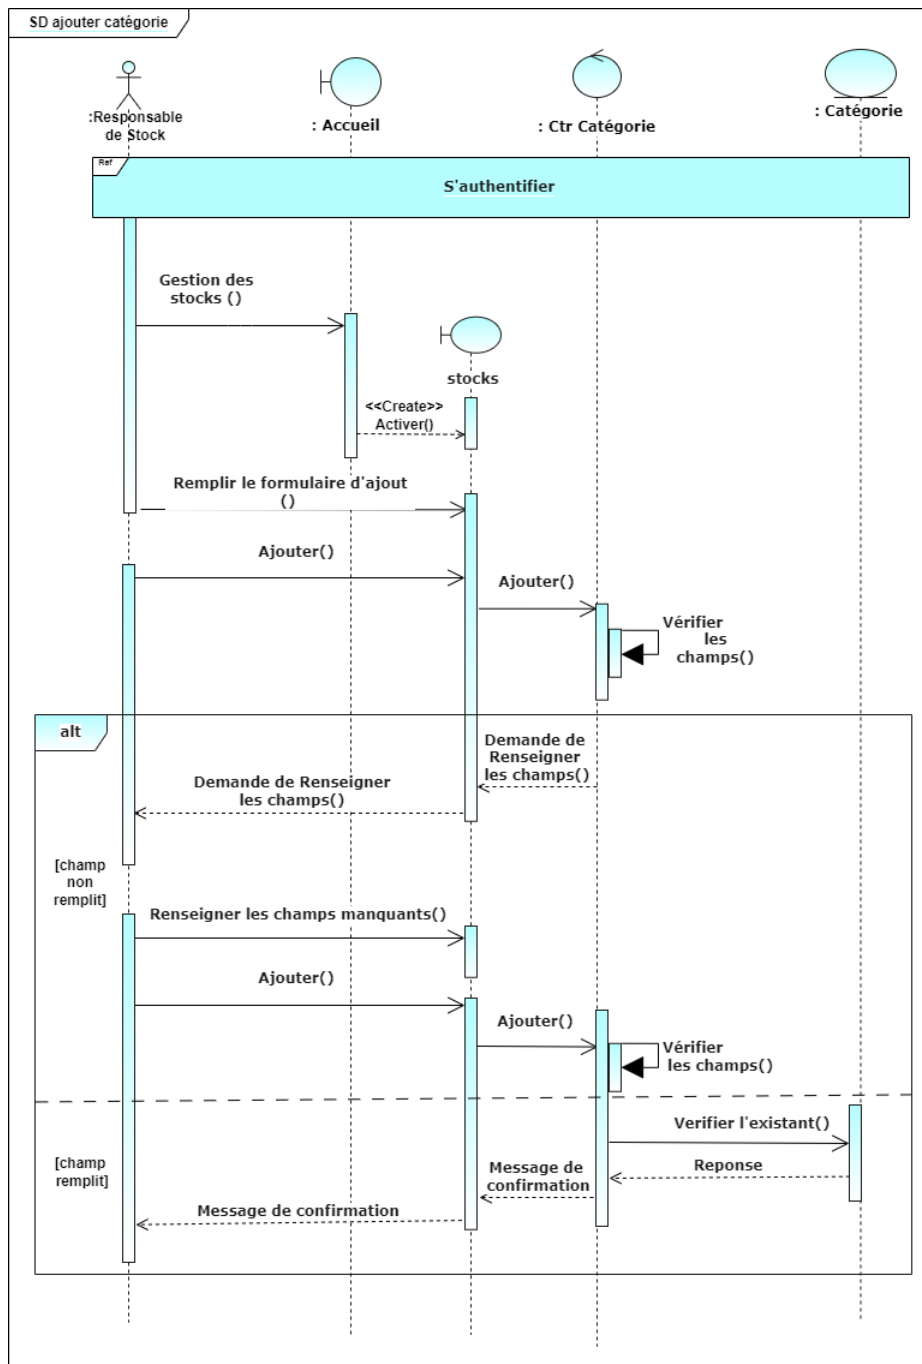 SD ajouter catégorie
:Responsable
de Stock
: Accueil
: Ctr Catégorie
: Catégorie
Ref
S'authentifier
Gestion des
stocks ()
stocks
<<Create>>
Activer()
Remplir le formulaire d'ajout
()
Ajouter()
Ajouter()
Vérifier
les
champs()
alt
Demande de
Renseigner
les champs()
Demande de Renseigner
les champs()
[champ
non
remplit]
Renseigner les champs manquants()
Ajouter()
Ajouter()
Vérifier
les champs()
Verifier l'existant()
[champ
remplit]
Reponse
Message de
confirmation
Message de confirmation